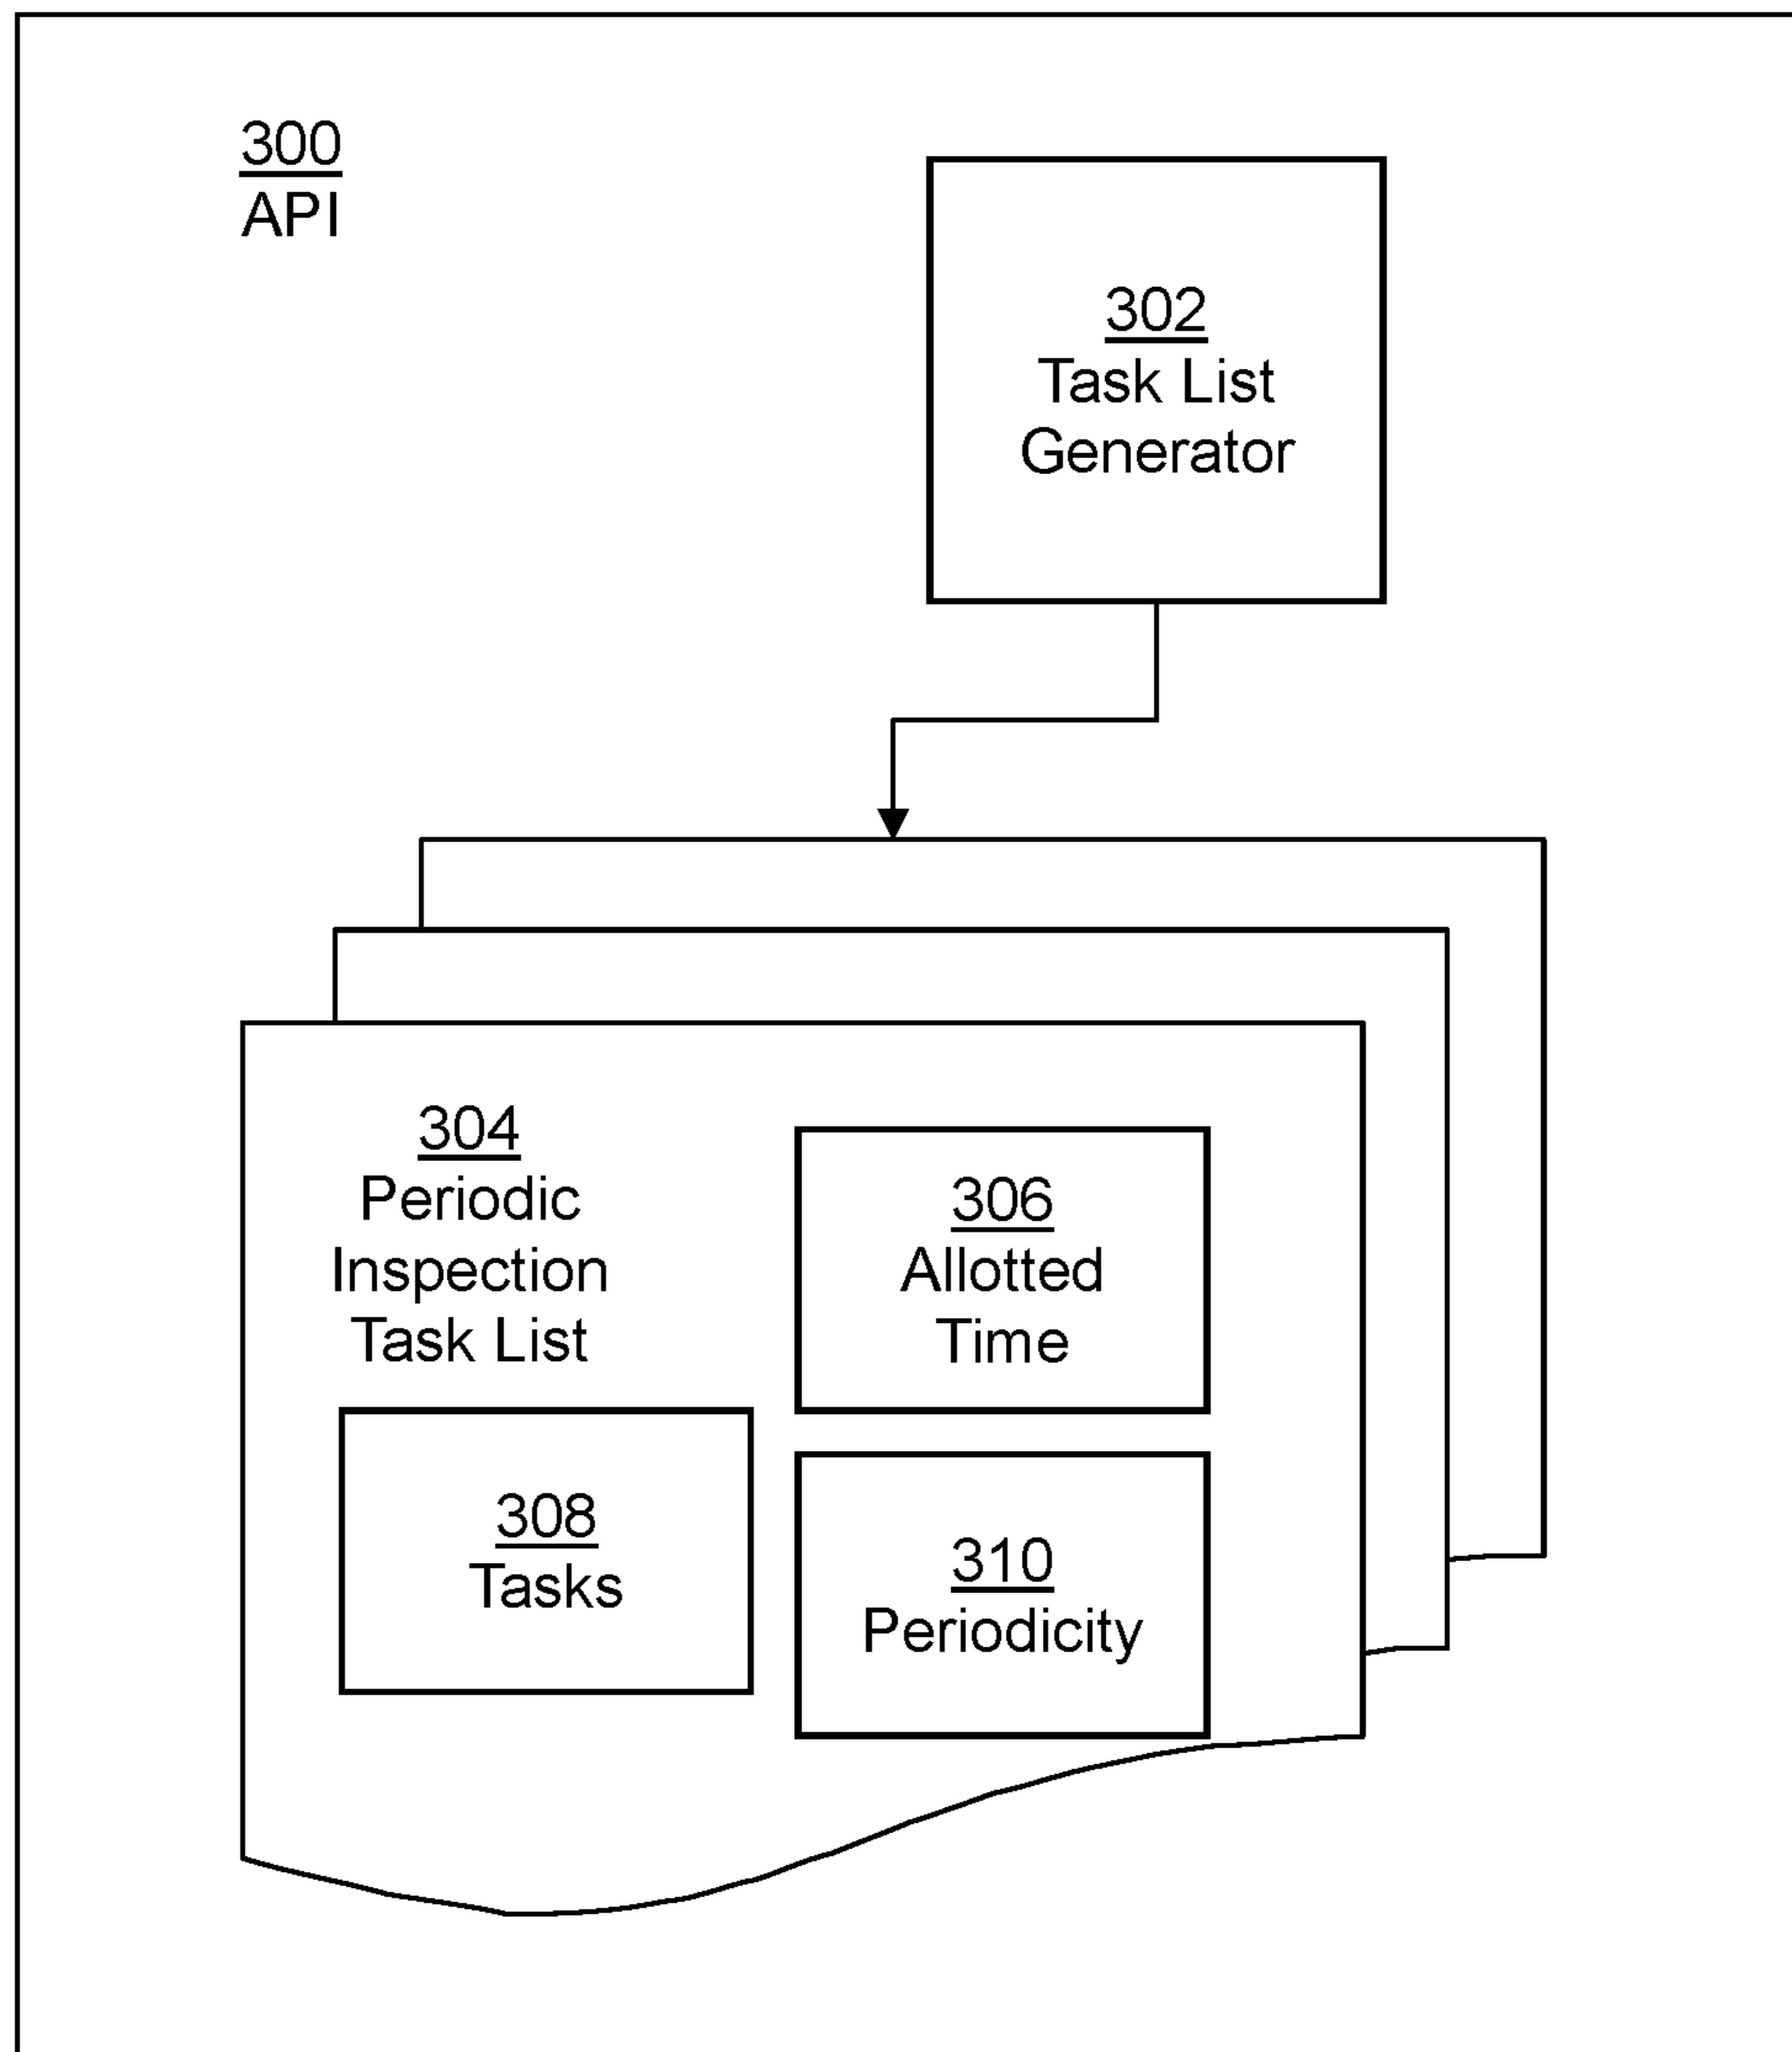 300
API
302
Task List
Generator
304
Periodic
Inspection
Task List
306
Allotted
Time
308
Tasks
310
Periodicity